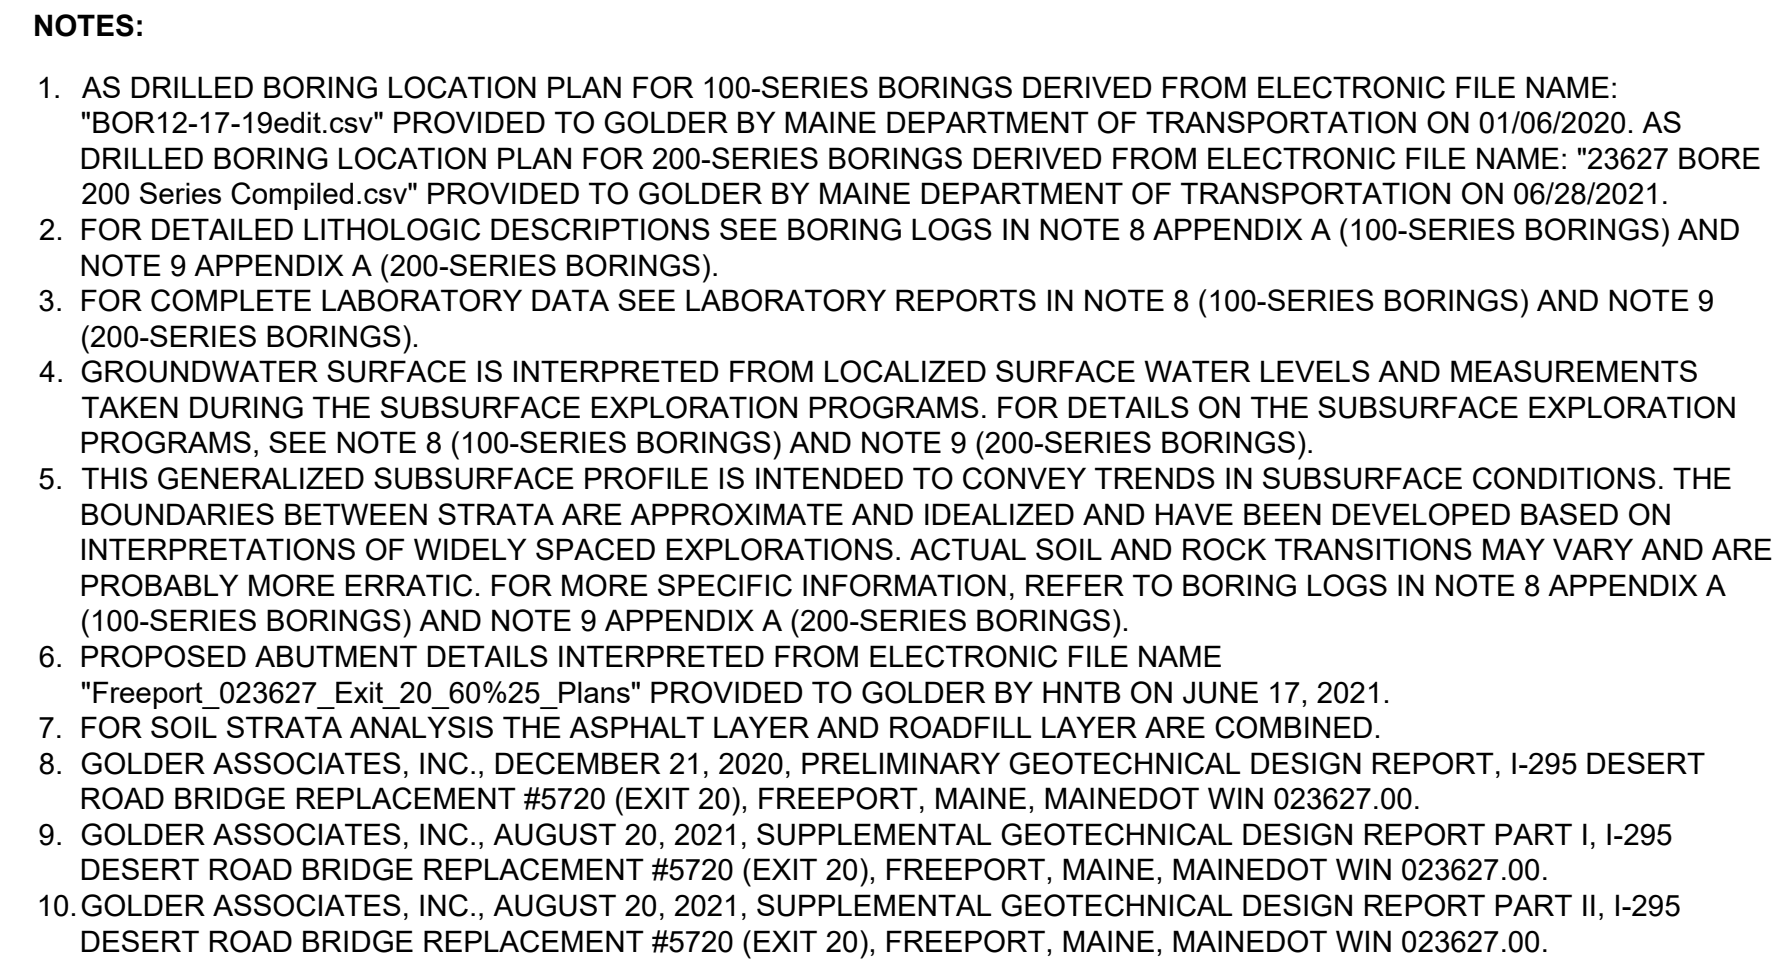 NOTES:
1. AS DRILLED BORING LOCATION PLAN FOR 100-SERIES BORINGS DERIVED FROM ELECTRONIC FILE NAME:
"BOR12-17-19edit.csv" PROVIDED TO GOLDER BY MAINE DEPARTMENT OF TRANSPORTATION ON 01/06/2020. AS
DRILLED BORING LOCATION PLAN FOR 200-SERIES BORINGS DERIVED FROM ELECTRONIC FILE NAME: "23627 BORE
200 Series Compiled.csv" PROVIDED TO GOLDER BY MAINE DEPARTMENT OF TRANSPORTATION ON 06/28/2021.
2. FOR DETAILED LITHOLOGIC DESCRIPTIONS SEE BORING LOGS IN NOTE 8 APPENDIX A (100-SERIES BORINGS) AND
NOTE 9 APPENDIX A (200-SERIES BORINGS).
3. FOR COMPLETE LABORATORY DATA SEE LABORATORY REPORTS IN NOTE 8 (100-SERIES BORINGS) AND NOTE 9
(200-SERIES BORINGS).
4. GROUNDWATER SURFACE IS INTERPRETED FROM LOCALIZED SURFACE WATER LEVELS AND MEASUREMENTS
TAKEN DURING THE SUBSURFACE EXPLORATION PROGRAMS. FOR DETAILS ON THE SUBSURFACE EXPLORATION
PROGRAMS, SEE NOTE 8 (100-SERIES BORINGS) AND NOTE 9 (200-SERIES BORINGS).
5. THIS GENERALIZED SUBSURFACE PROFILE IS INTENDED TO CONVEY TRENDS IN SUBSURFACE CONDITIONS. THE
BOUNDARIES BETWEEN STRATA ARE APPROXIMATE AND IDEALIZED AND HAVE BEEN DEVELOPED BASED ON
INTERPRETATIONS OF WIDELY SPACED EXPLORATIONS. ACTUAL SOIL AND ROCK TRANSITIONS MAY VARY AND ARE
PROBABLY MORE ERRATIC. FOR MORE SPECIFIC INFORMATION, REFER TO BORING LOGS IN NOTE 8 APPENDIX A
(100-SERIES BORINGS) AND NOTE 9 APPENDIX A (200-SERIES BORINGS).
6. PROPOSED ABUTMENT DETAILS INTERPRETED FROM ELECTRONIC FILE NAME
"Freeport_023627_Exit_20_60%25_Plans" PROVIDED TO GOLDER BY HNTB ON JUNE 17, 2021.
7. FOR SOIL STRATA ANALYSIS THE ASPHALT LAYER AND ROADFILL LAYER ARE COMBINED.
8. GOLDER ASSOCIATES, INC., DECEMBER 21, 2020, PRELIMINARY GEOTECHNICAL DESIGN REPORT, I-295 DESERT
ROAD BRIDGE REPLACEMENT #5720 (EXIT 20), FREEPORT, MAINE, MAINEDOT WIN 023627.00.
9. GOLDER ASSOCIATES, INC., AUGUST 20, 2021, SUPPLEMENTAL GEOTECHNICAL DESIGN REPORT PART I, I-295
DESERT ROAD BRIDGE REPLACEMENT #5720 (EXIT 20), FREEPORT, MAINE, MAINEDOT WIN 023627.00.
10. GOLDER ASSOCIATES, INC., AUGUST 20, 2021, SUPPLEMENTAL GEOTECHNICAL DESIGN REPORT PART II, I-295
DESERT ROAD BRIDGE REPLACEMENT #5720 (EXIT 20), FREEPORT, MAINE, MAINEDOT WIN 023627.00.